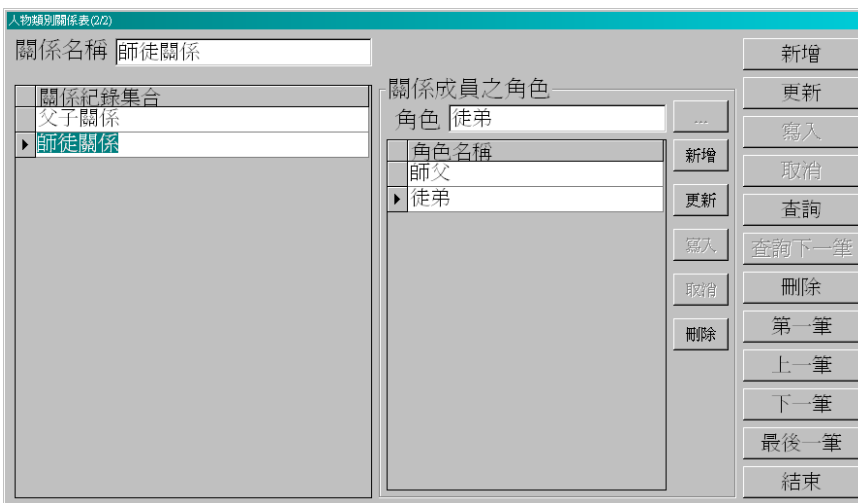 人物類別關係表(2/2)
關係名稱 師徒關係
關係紀錄集合
父子關係
師徒關係
關係成員之角色
角色 徒弟
...
角色名稱
師父
徒弟
新增
更新
寫入
取消
刪除
新增
更新
寫入
取消
查詢
查詢下一筆
刪除
第一筆
上一筆
下一筆
最後一筆
結束